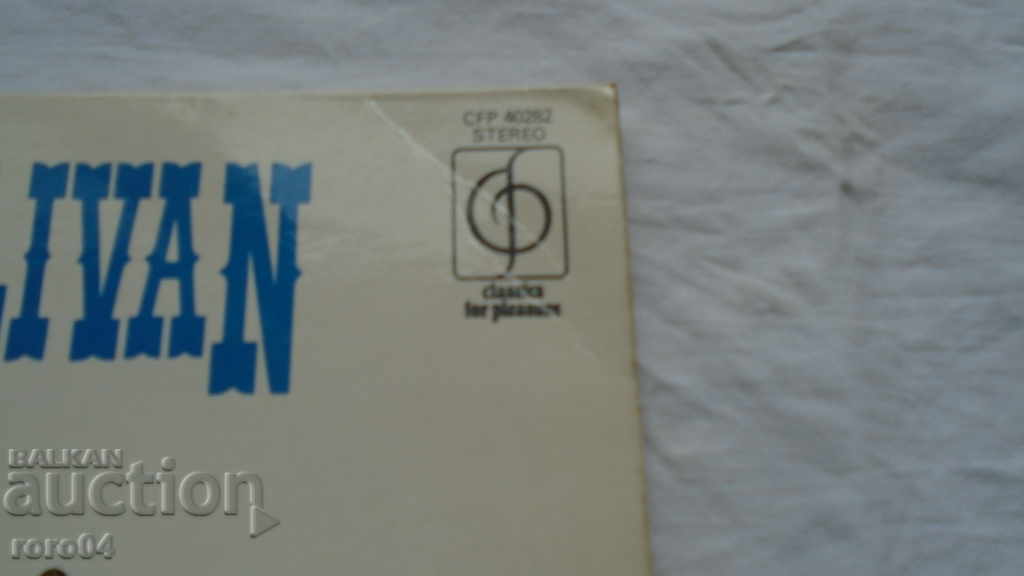 CFP 40282
STEREO
LIVAN
classics
for pleasure
BALKAN
auction
roro04